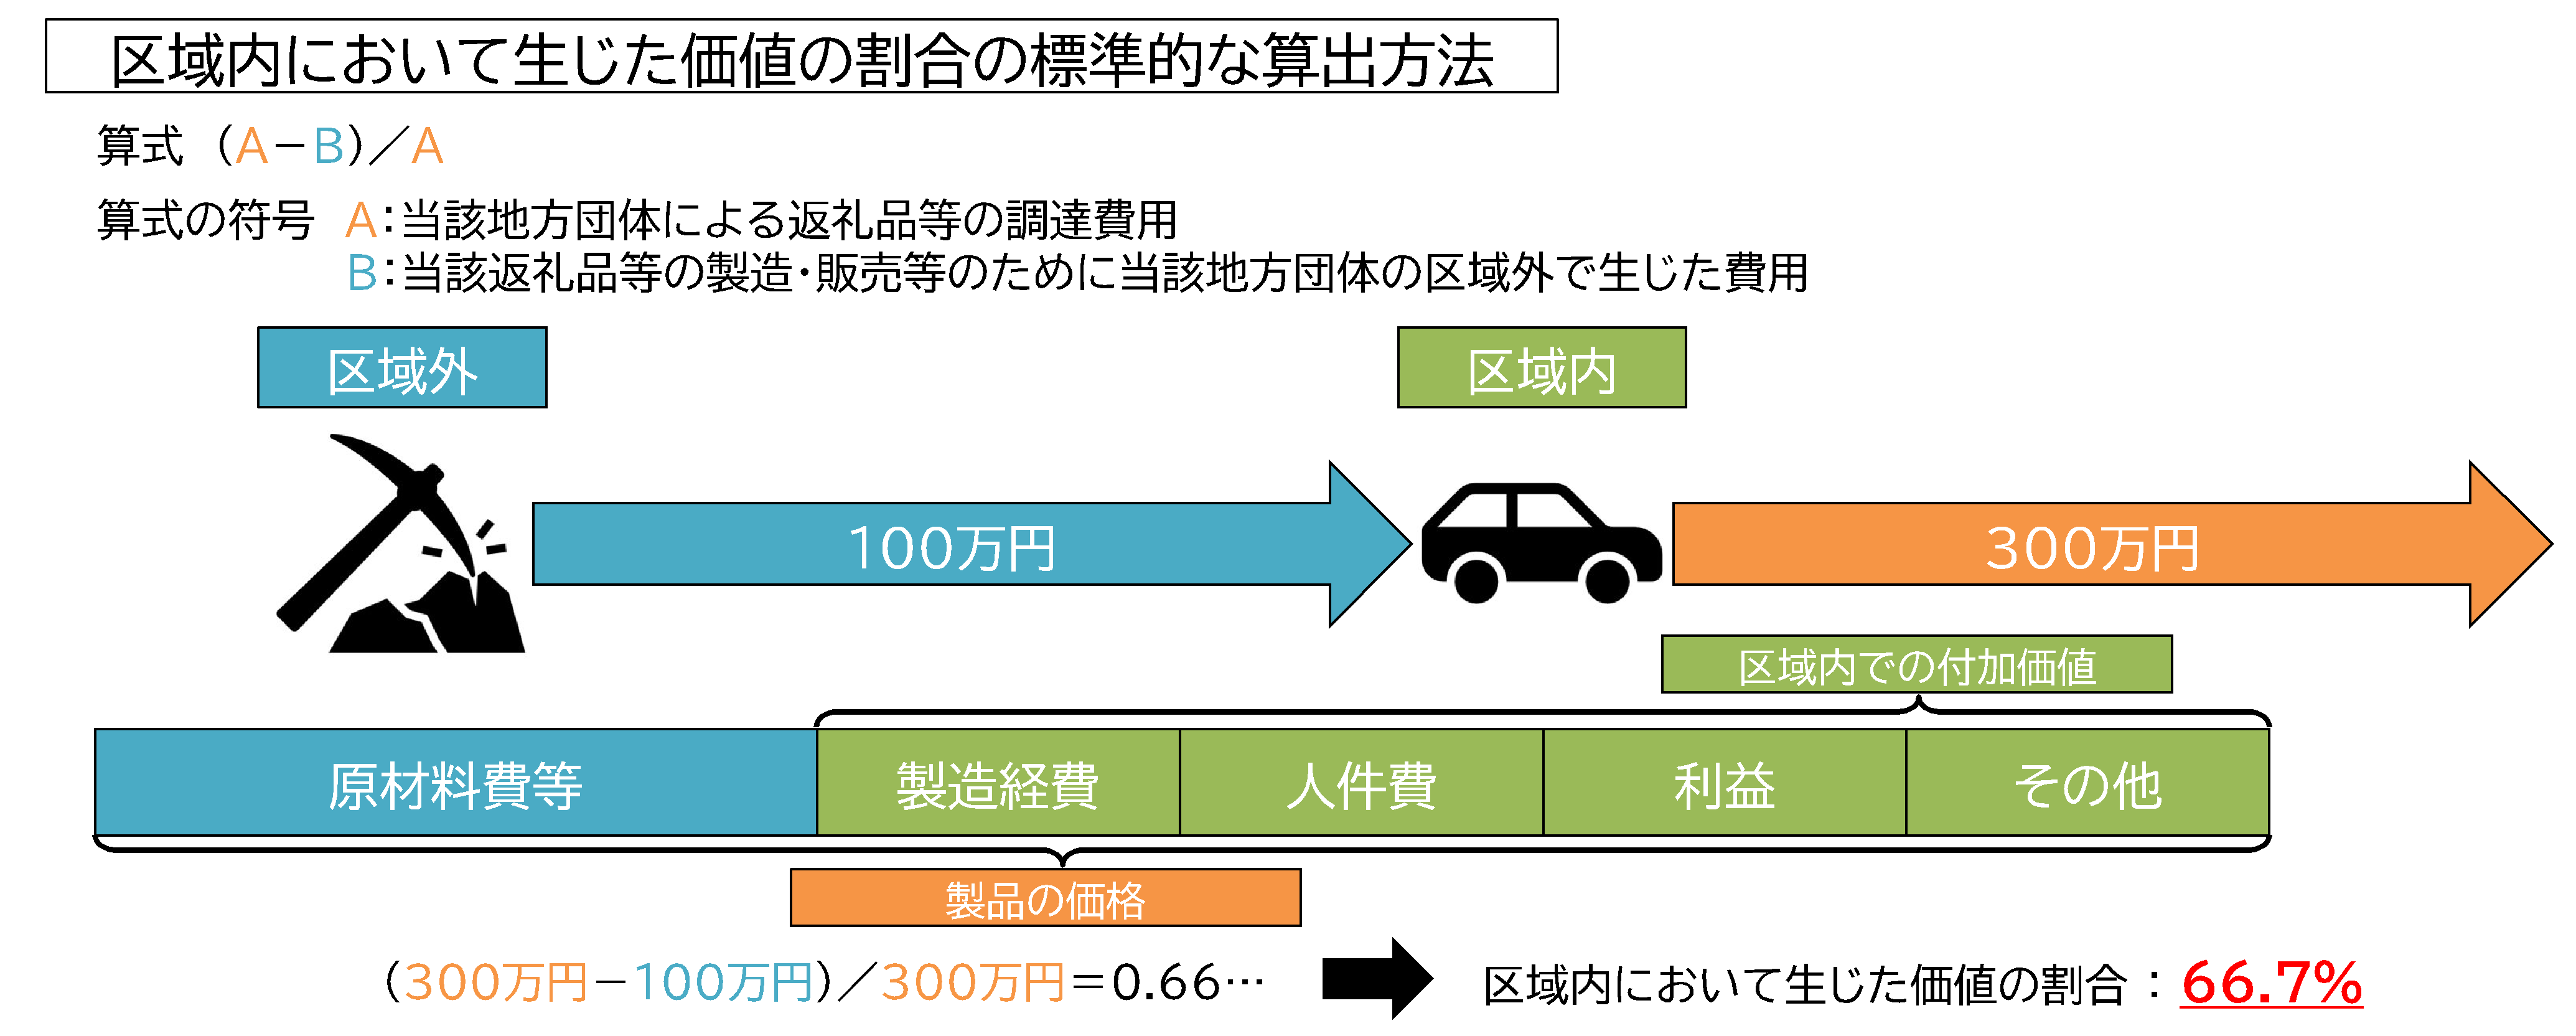 区域内において生じた価値の割合の標準的な算出方法
算式 （A－B）／A
算式の符号 A：当該地方団体による返礼品等の調達費用
B：当該返礼品等の製造・販売等のために当該地方団体の区域外で生じた費用
区域外
区域内
100万円
300万円
区域内での付加価値
原材料費等 製造経費 人件費 利益 その他
製品の価格
（300万円－100万円）／300万円＝0.66… 区域内において生じた価値の割合：66.7%